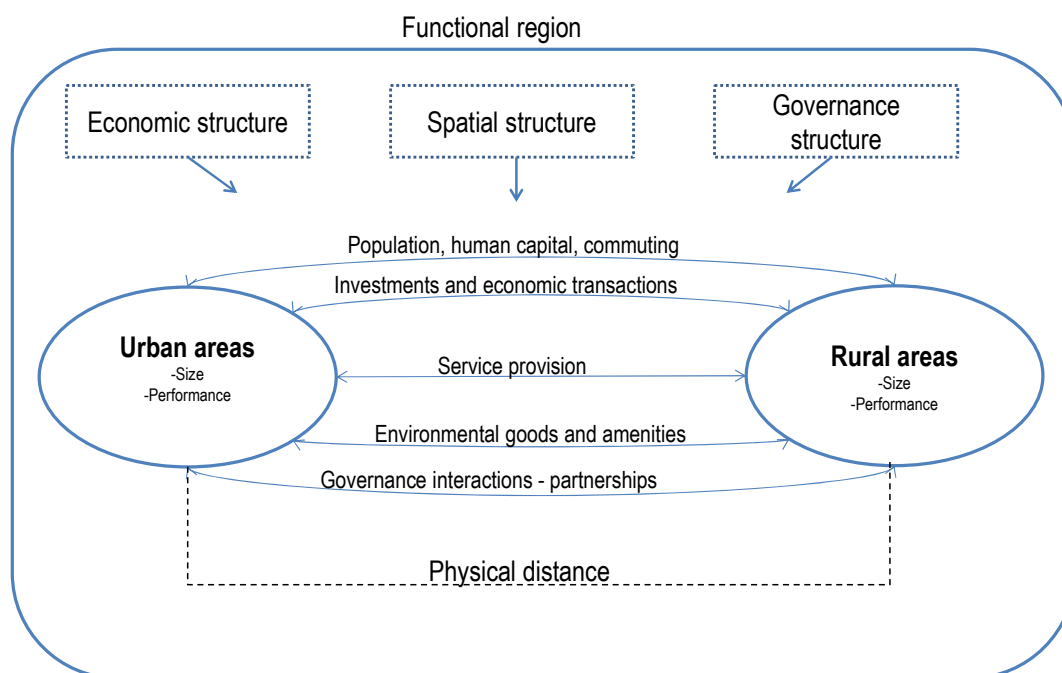 Functional region
Economic structure
Spatial structure
Governance
structure
Population, human capital, commuting
Investments and economic transactions
Urban areas
-Size
-Performance
Service provision
Rural areas
-Size
-Performance
Environmental goods and amenities
Governance interactions - partnerships
Physical distance